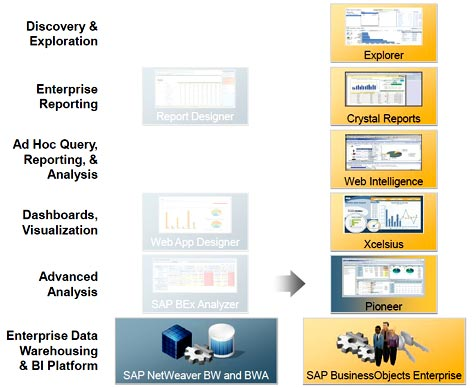 Discovery &
Exploration
Explorer
Enterprise
Reporting
Report Designer
Crystal Reports
Ad Hoc Query,
Reporting, &
Analysis
Web Intelligence
Dashboards,
Visualization
Web App Designer
Xcelsius
Advanced
Analysis
SAP BEx Analyzer
Pioneer
Enterprise Data
Warehousing
& BI Platform
SAP NetWeaver BW and BWA
SAP BusinessObjects Enterprise